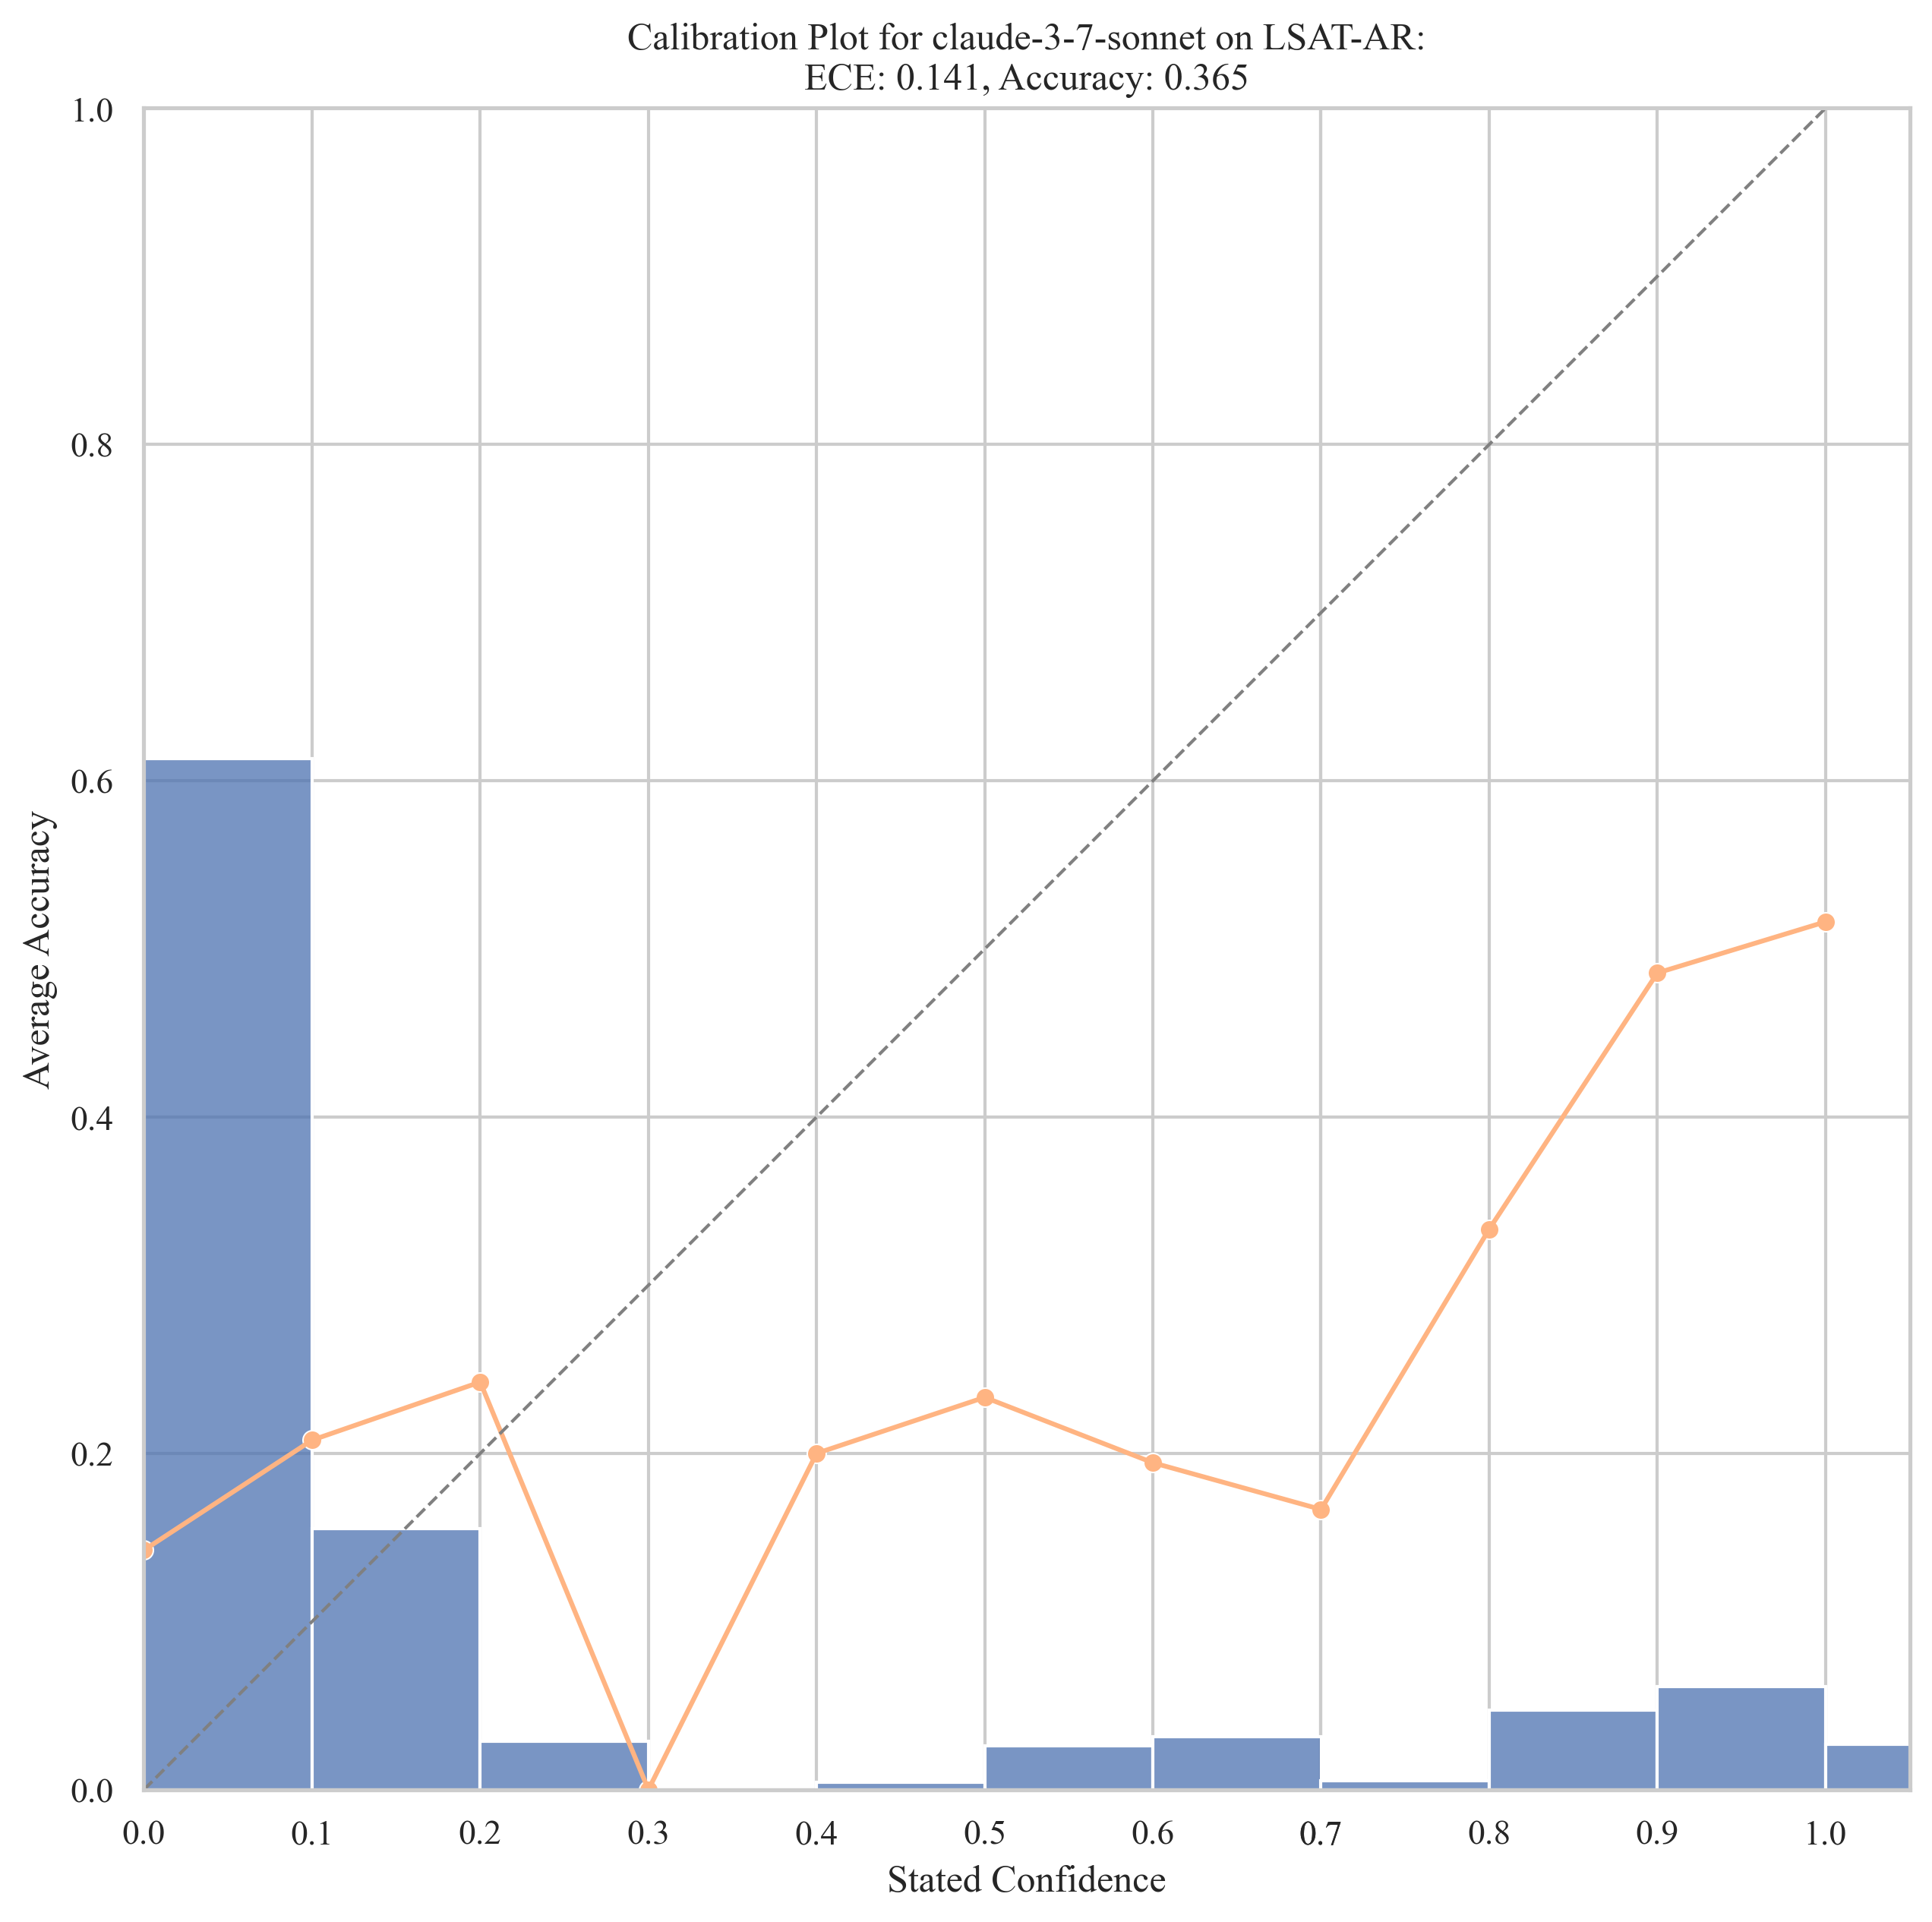 Calibration Plot for claude-3-7-sonnet on LSAT-AR:
ECE: 0.141, Accuracy: 0.365
1.0
0.8
0.6
0.4
0.2
0.0
Average Accuracy
0.0 0.1 0.2 0.3 0.4 0.5 0.6 0.7 0.8 0.9 1.0
Stated Confidence